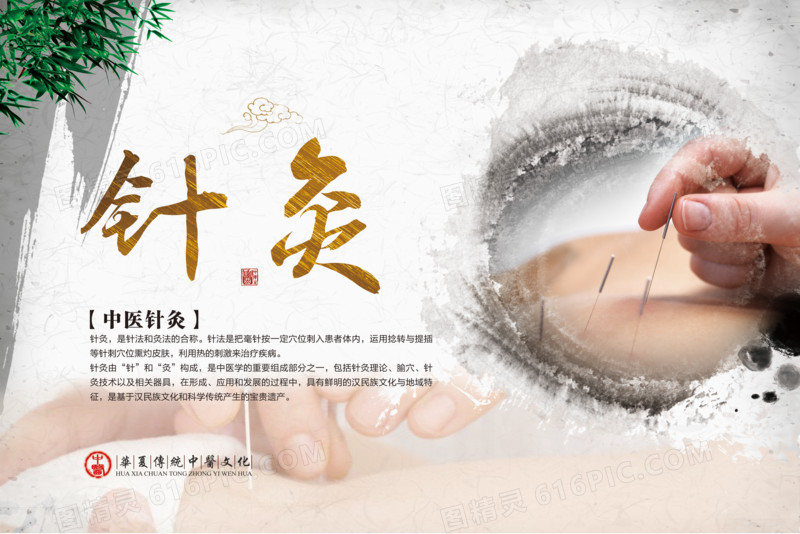 针灸
【中医针灸】
针灸,是针法和灸法的合称。针法是把毫针按一定穴位刺入患者体内,运用捻转与提插
等针刺穴位熏灼皮肤,利用热的刺激来治疗疾病。
针灸由“针”和“灸”构成,是中医学的重要组成部分之一,包括针灸理论、腧穴、针
灸技术以及相关器具,在形成、应用和发展的过程中,具有鲜明的汉民族文化与地域特
征,是基于汉民族文化和科学传统产生的宝贵遗产。
華夏傳統中醫文化
HUA XIA CHUAN TONG ZHONG YI WEN HUA
图精灵 616PIC.COM